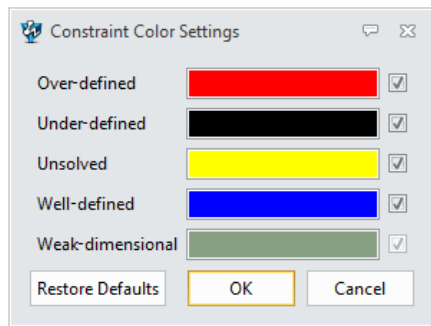 Constraint Color Settings
Over-defined
Under-defined
Unsolved
Well-defined
Weak-dimensional
Restore Defaults OK Cancel